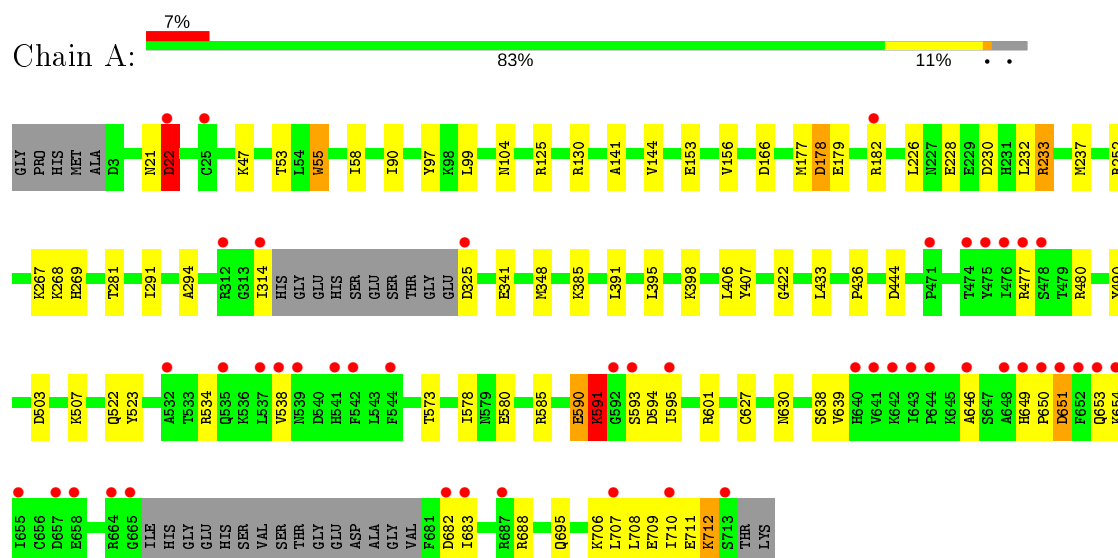 7%
Chain A:
83%
11%
GLY PRO HIS MET ALA D3 N21 D22 C25 K47 T53 L54 W55 I58 I90 Y97 K98 L99 N104 R125 R130 A141 V144 E153 V156 D166 M177 D178 E179 R182 L226 N227 E228 E229 D230 H231 L232 R233 M237 R252
K267 K268 H269 T281 I291 A294 R312 G313 I314 HIS GLY GLU HIS SER GLU SER THR GLY GLU D325 E341 M348 K385 L391 L395 K398 L406 Y407 G422 L433 P436 D444 P471 T474 Y475 I476 R477 S478 T479 R480 Y490
D503 K507 Q522 Y523 A532 T533 R534 Q535 K536 L537 V538 N539 D540 H541 F542 L543 F544 T573 I578 N579 E580 R585 E590 K591 G592 S593 D594 I595 R601 C627 N630 S638 V639 H640 V641 K642 I643 P644 K645 A646 S647 A648 H649 P650 D651 F652 Q653 K654
I655 C656 D657 E658 R664 G665 ILE HIS GLY GLU HIS SER VAL SER THR GLY GLU ASP ALA GLY VAL F681 D682 I683 R687 R688 Q695 K706 L707 L708 E709 I710 E711 K712 S713 THR LYS